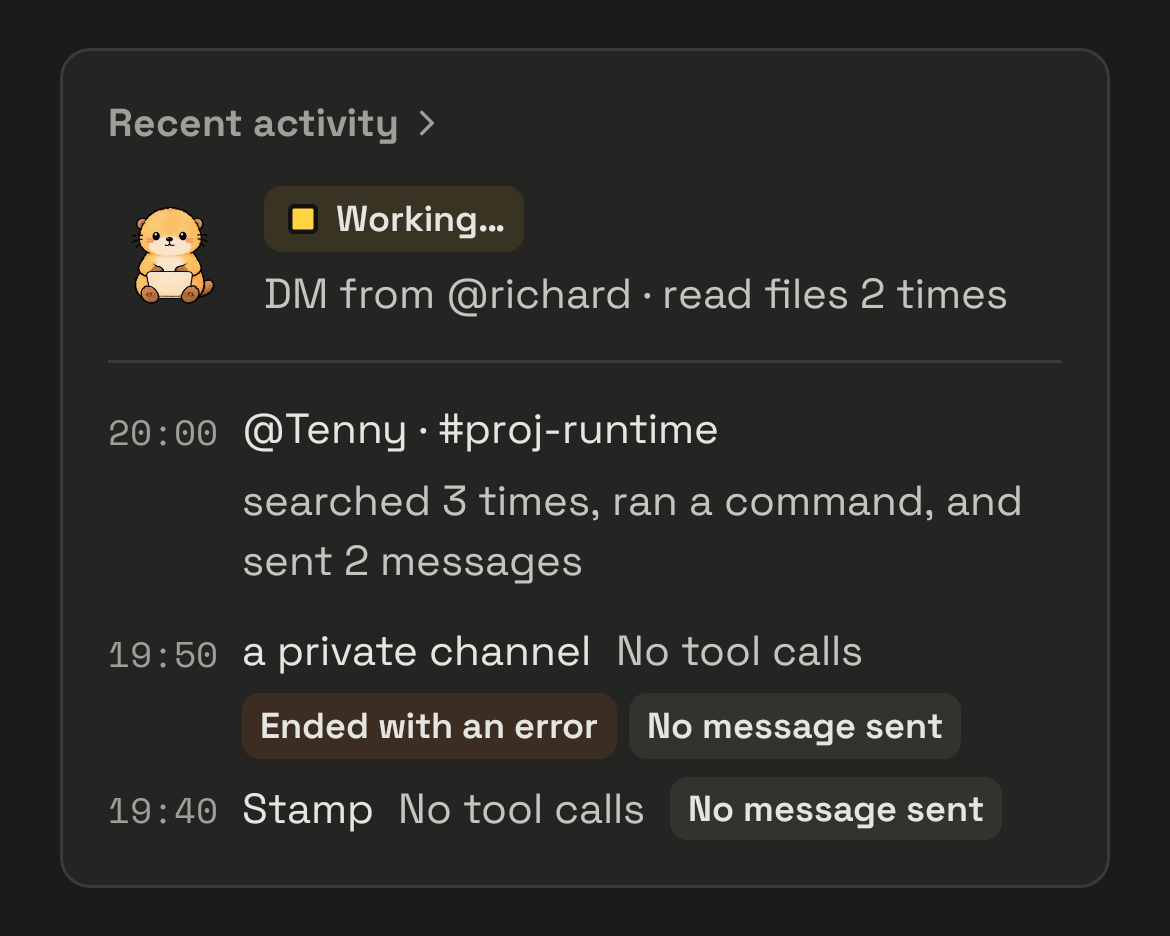 Recent activity
Working...
DM from @richard · read files 2 times
20:00 @Tenny · #proj-runtime
searched 3 times, ran a command, and
sent 2 messages
19:50 a private channel No tool calls
Ended with an error No message sent
19:40 Stamp No tool calls No message sent